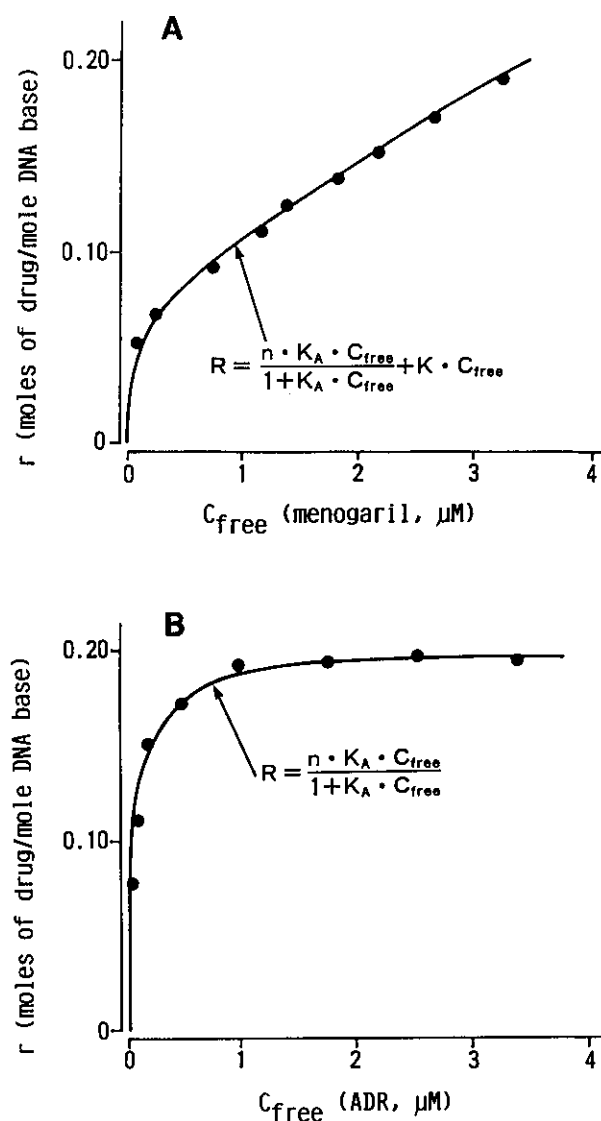 A
r (moles of drug/mole DNA base)
0.20
0.10
0
R = n · K_A · C_free / 1 + K_A · C_free + K · C_free
0 1 2 3 4
C_free (menogaril, μM)
B
r (moles of drug/mole DNA base)
0.20
0.10
0
R = n · K_A · C_free / 1 + K_A · C_free
0 1 2 3 4
C_free (ADR, μM)